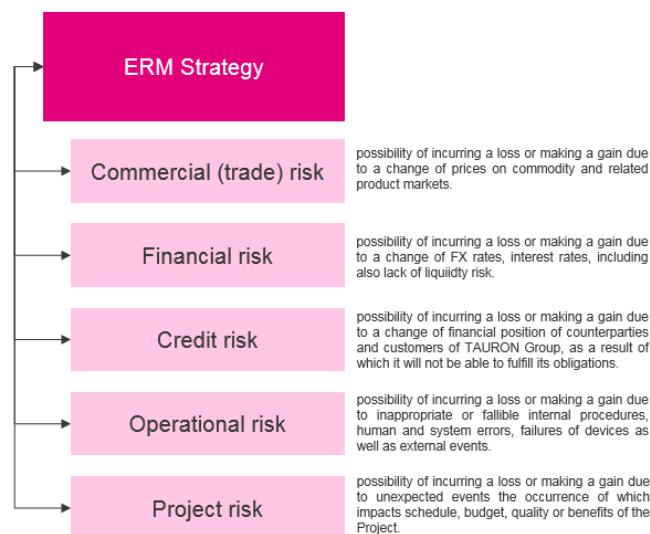 ERM Strategy
Commercial (trade) risk
possibility of incurring a loss or making a gain due
to a change of prices on commodity and related
product markets.
Financial risk
possibility of incurring a loss or making a gain due
to a change of FX rates, interest rates, including
also lack of liquiidty risk.
Credit risk
possibility of incurring a loss or making a gain due
to a change of financial position of counterparties
and customers of TAURON Group, as a result of
which it will not be able to fulfill its obligations.
Operational risk
possibility of incurring a loss or making a gain due
to inappropriate or fallible internal procedures,
human and system errors, failures of devices as
well as external events.
Project risk
possibility of incurring a loss or making a gain due
to unexpected events the occurrence of which
impacts schedule, budget, quality or benefits of the
Project.